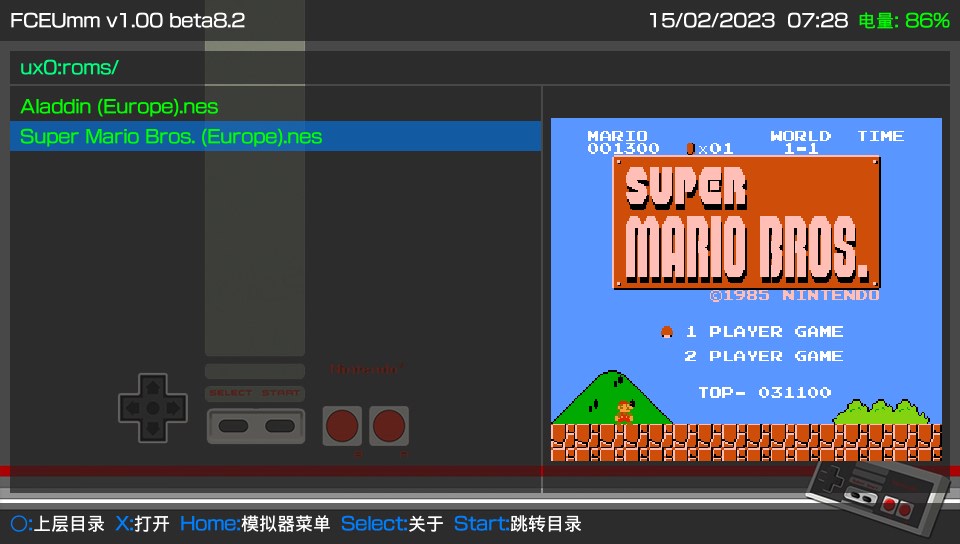 FCEUmm v1.00 beta8.2
15/02/2023 07:28 电量: 86%
ux0:roms/
Aladdin (Europe).nes
Super Mario Bros. (Europe).nes
MARIO WORLD TIME
001300 x01 1-1
SUPER
MARIO BROS.
©1985 NINTENDO
1 PLAYER GAME
2 PLAYER GAME
TOP- 031100
Nintendo
SELECT START
B A
○:上层目录 X:打开 Home:模拟器菜单 Select:关于 Start:跳转目录